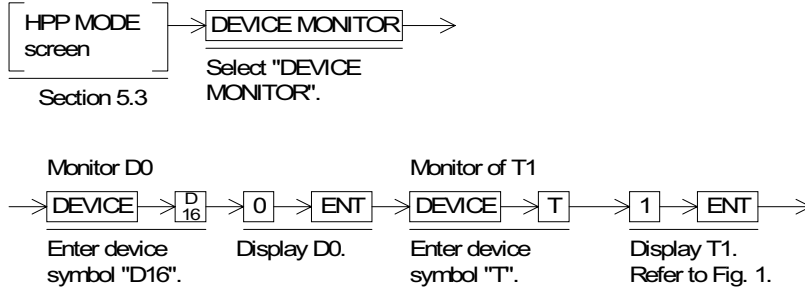 HPP MODE
screen
DEVICE MONITOR
Section 5.3
Select "DEVICE
MONITOR".
Monitor D0
Monitor of T1
DEVICE
D
16
0
ENT
DEVICE
T
1
ENT
Enter device
symbol "D16".
Display D0.
Enter device
symbol "T".
Display T1.
Refer to Fig. 1.